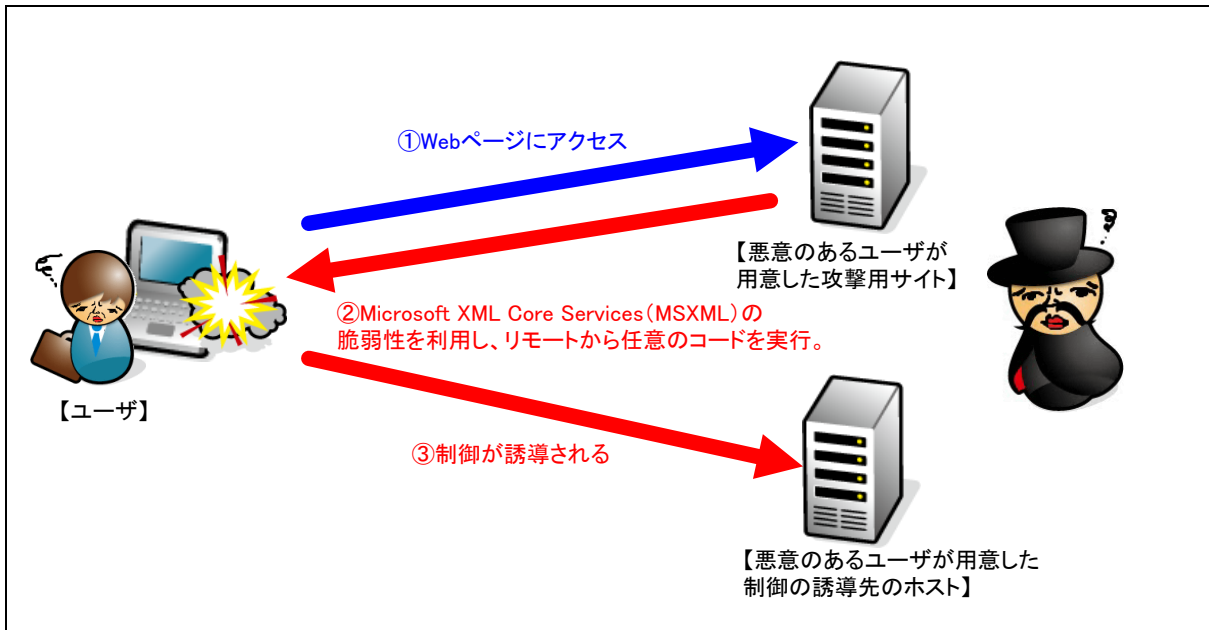 ①Webページにアクセス
【悪意のあるユーザが
用意した攻撃用サイト】
②Microsoft XML Core Services(MSXML)の
脆弱性を利用し、リモートから任意のコードを実行。
【ユーザ】
③制御が誘導される
【悪意のあるユーザが用意した
制御の誘導先のホスト】